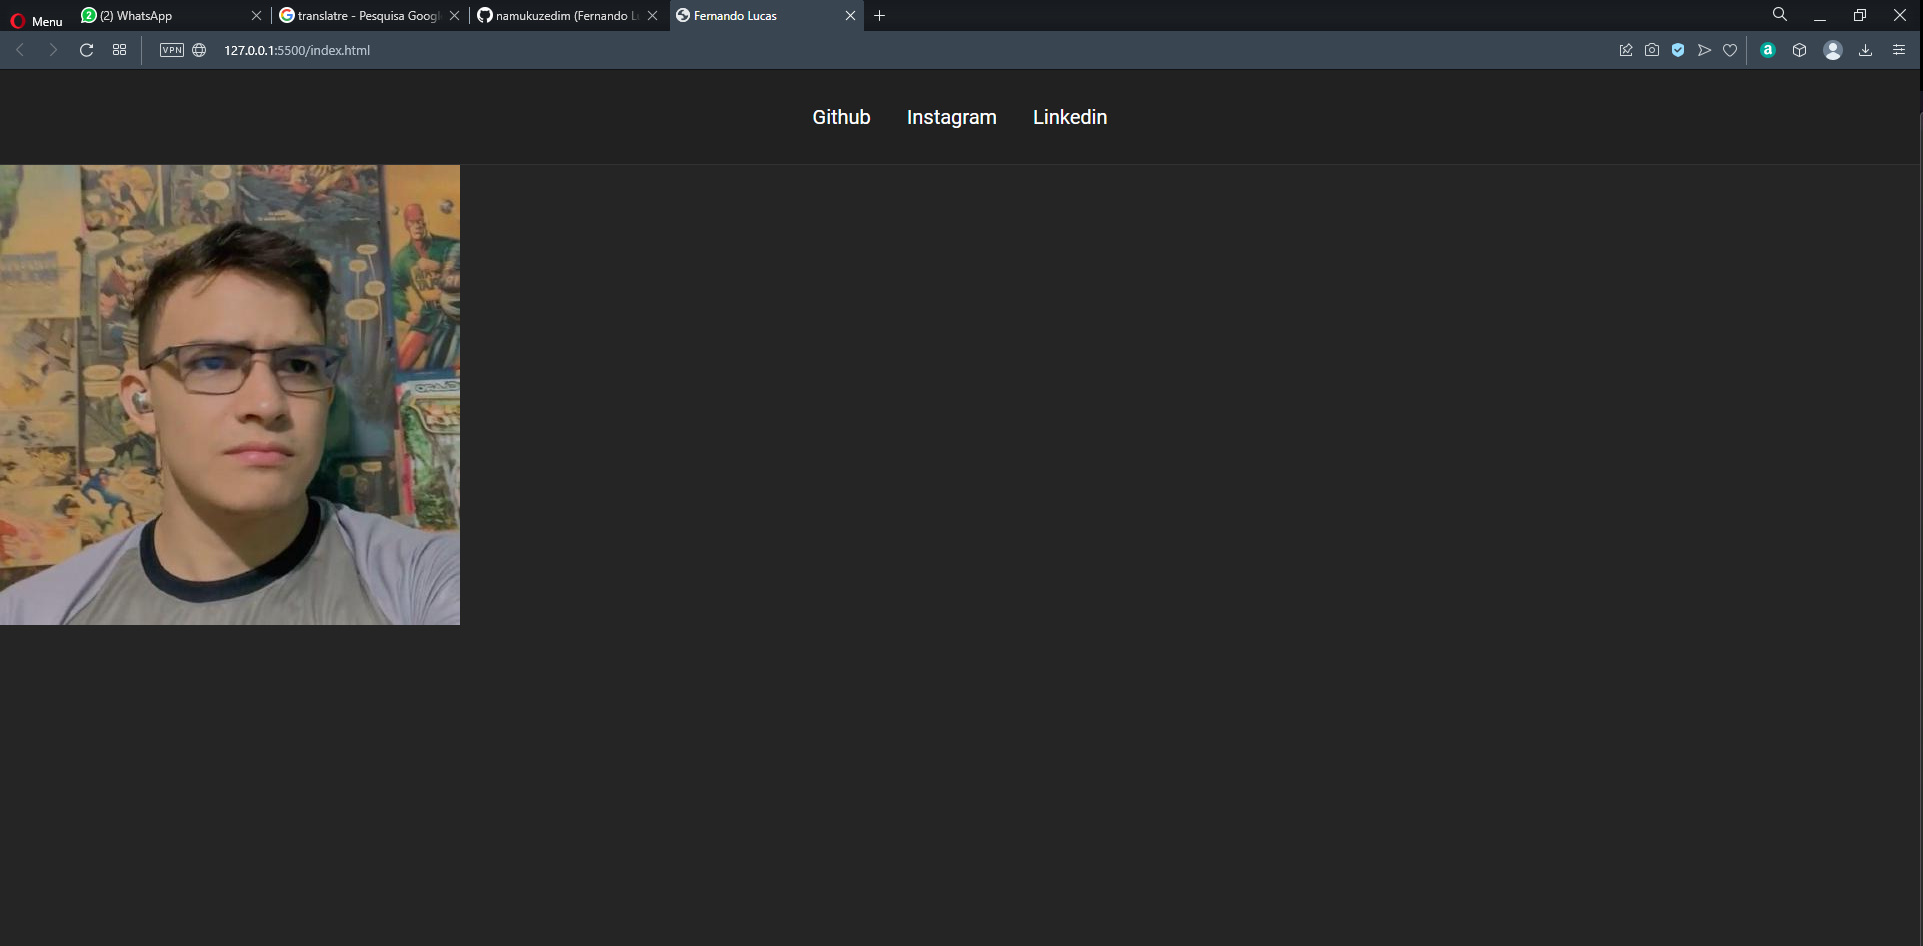 Menu
2 (2) WhatsApp
translatre - Pesquisa Googl
namukuzedim (Fernando L
Fernando Lucas
VPN
127.0.0.1:5500/index.html
a
Github Instagram Linkedin